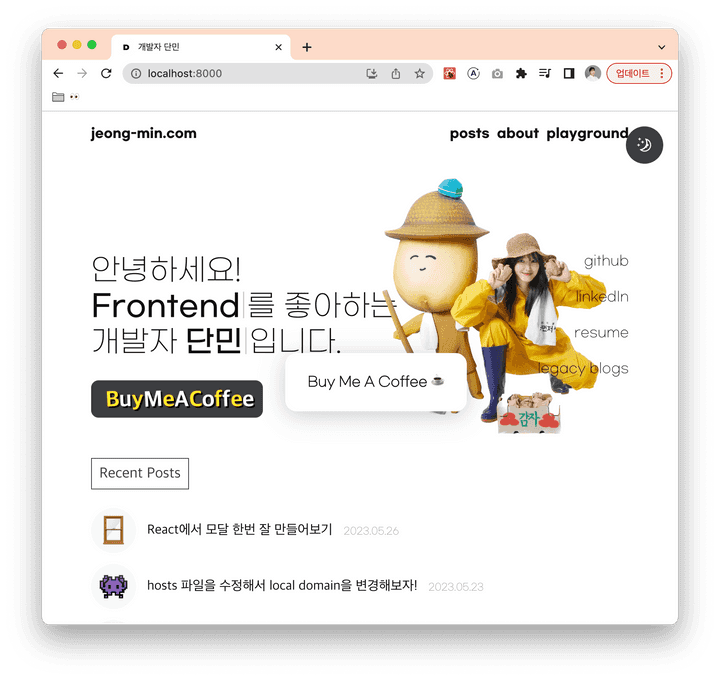 D 개발자 단민
localhost:8000
업데이트
jeong-min.com
posts about playground
안녕하세요!
Frontend를 좋아하는
개발자 단민입니다.
github
linkedIn
resume
legacy blogs
BuyMeACoffee
Buy Me A Coffee
감자
Recent Posts
React에서 모달 한번 잘 만들어보기 2023.05.26
hosts 파일을 수정해서 local domain을 변경해보자! 2023.05.23